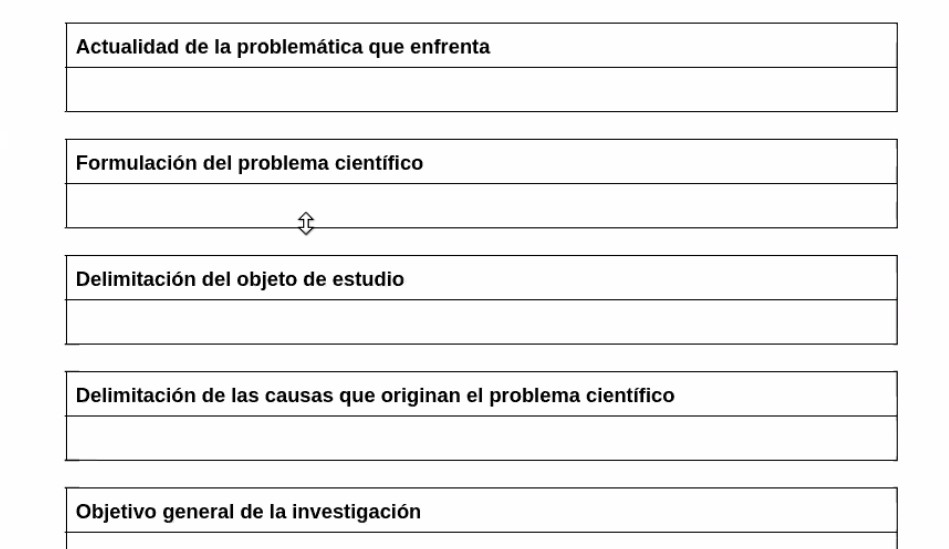 Actualidad de la problemática que enfrenta
Formulación del problema científico
Delimitación del objeto de estudio
Delimitación de las causas que originan el problema científico
Objetivo general de la investigación